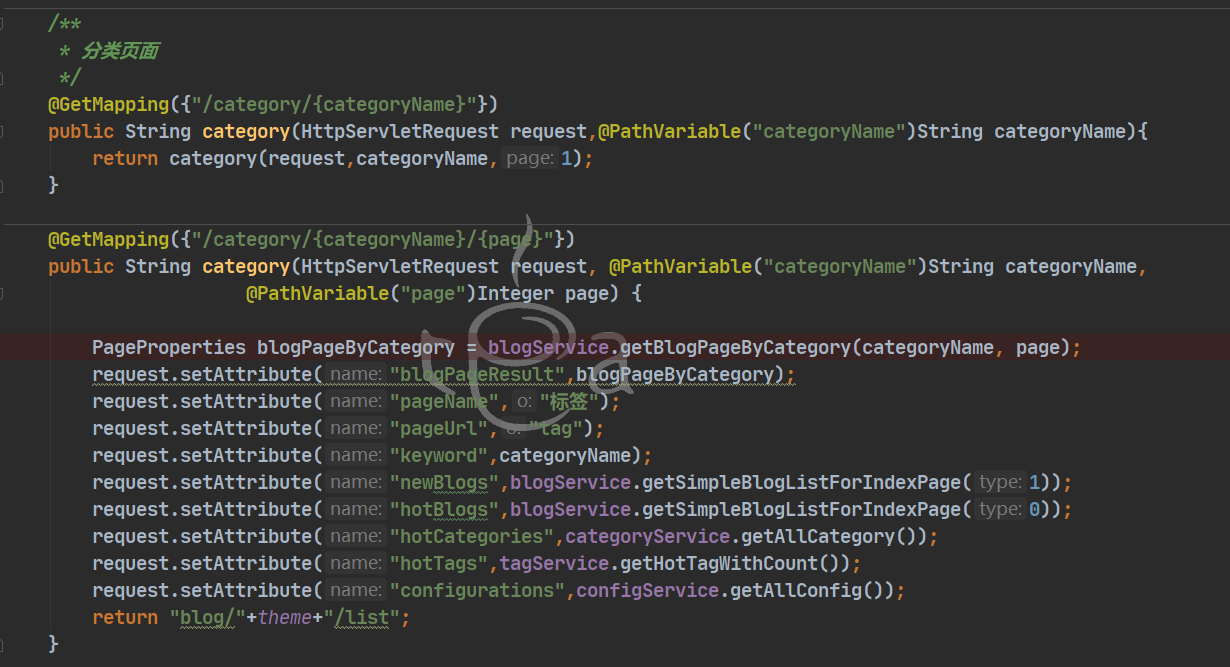 /**
 * 分类页面
 */
@GetMapping({"/category/{categoryName}"})
public String category(HttpServletRequest request,@PathVariable("categoryName")String categoryName){
    return category(request,categoryName, page: 1);
}
@GetMapping({"/category/{categoryName}/{page}"})
public String category(HttpServletRequest request, @PathVariable("categoryName")String categoryName,
                  @PathVariable("page")Integer page) {
    PageProperties blogPageByCategory = blogService.getBlogPageByCategory(categoryName, page);
    request.setAttribute( name: "blogPageResult",blogPageByCategory);
    request.setAttribute( name: "pageName", o: "标签");
    request.setAttribute( name: "pageUrl", o: "tag");
    request.setAttribute( name: "keyword",categoryName);
    request.setAttribute( name: "newBlogs",blogService.getSimpleBlogListForIndexPage( type: 1));
    request.setAttribute( name: "hotBlogs",blogService.getSimpleBlogListForIndexPage( type: 0));
    request.setAttribute( name: "hotCategories",categoryService.getAllCategory());
    request.setAttribute( name: "hotTags",tagService.getHotTagWithCount());
    request.setAttribute( name: "configurations",configService.getAllConfig());
    return "blog/"+theme+"/list";
}